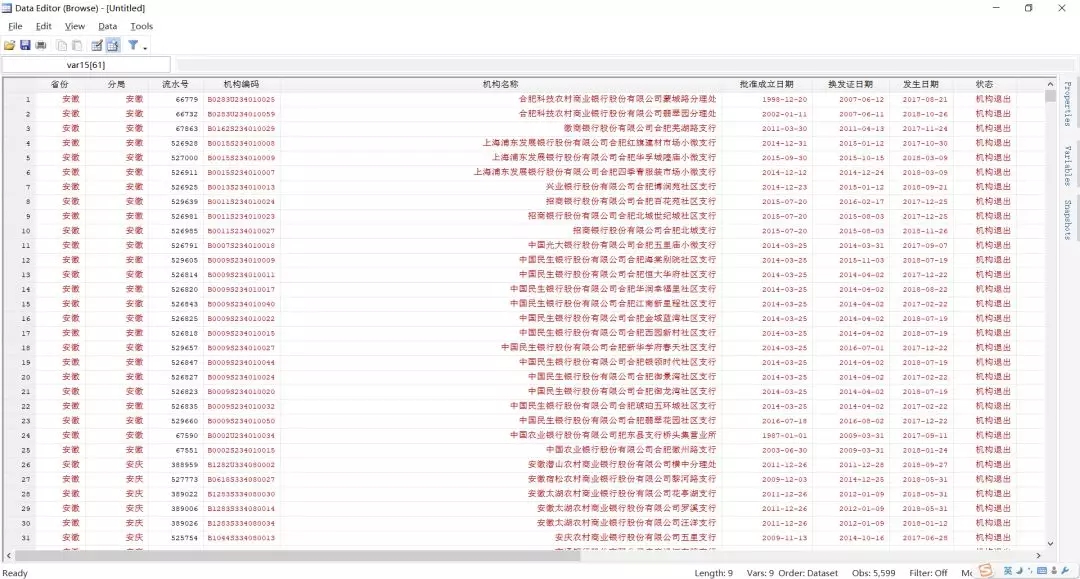 Data Editor (Browse) - [Untitled]
File Edit View Data Tools
var15[61]
省份 分局 流水号 机构编码 机构名称 批准成立日期 换发证日期 发生日期 状态
1 安徽 安徽 66779 B0283U234010025 合肥科技农村商业银行股份有限公司蒙城路分理处 1998-12-20 2007-06-12 2017-08-21 机构退出
2 安徽 安徽 66732 B0283U234010059 合肥科技农村商业银行股份有限公司翡翠园分理处 2002-01-11 2007-06-11 2018-10-26 机构退出
3 安徽 安徽 67863 B0162S234010029 徽商银行股份有限公司合肥芜湖路支行 2011-03-30 2011-04-13 2017-11-24 机构退出
4 安徽 安徽 526928 B0015S234010008 上海浦东发展银行股份有限公司合肥红旗建材市场小微支行 2014-12-31 2015-01-12 2017-10-30 机构退出
5 安徽 安徽 527000 B0015S234010009 上海浦东发展银行股份有限公司合肥华孚城隍庙小微支行 2015-09-30 2015-10-15 2018-03-09 机构退出
6 安徽 安徽 526911 B0015S234010007 上海浦东发展银行股份有限公司合肥四季青服装市场小微支行 2014-12-12 2014-12-24 2018-03-09 机构退出
7 安徽 安徽 526925 B0013S234010013 兴业银行股份有限公司合肥博润苑社区支行 2014-12-23 2015-01-12 2018-09-21 机构退出
8 安徽 安徽 529639 B0011S234010024 招商银行股份有限公司合肥百花苑社区支行 2015-07-20 2016-02-17 2017-12-25 机构退出
9 安徽 安徽 526981 B0011S234010023 招商银行股份有限公司合肥北城世纪城社区支行 2015-07-20 2015-08-03 2017-12-25 机构退出
10 安徽 安徽 526985 B0011S234010027 招商银行股份有限公司合肥北城支行 2015-07-20 2015-08-03 2018-11-26 机构退出
11 安徽 安徽 526791 B0007S234010018 中国光大银行股份有限公司合肥五里庙小微支行 2014-03-25 2014-03-31 2017-09-07 机构退出
12 安徽 安徽 529605 B0009S234010009 中国民生银行股份有限公司合肥海棠别院社区支行 2014-03-25 2015-11-03 2018-07-19 机构退出
13 安徽 安徽 526814 B0009S234010011 中国民生银行股份有限公司合肥恒大华府社区支行 2014-03-25 2014-04-02 2017-12-22 机构退出
14 安徽 安徽 526820 B0009S234010017 中国民生银行股份有限公司合肥华润幸福里社区支行 2014-03-25 2014-04-02 2018-08-22 机构退出
15 安徽 安徽 526843 B0009S234010040 中国民生银行股份有限公司合肥江南新里程社区支行 2014-03-25 2014-04-02 2017-02-22 机构退出
16 安徽 安徽 526825 B0009S234010022 中国民生银行股份有限公司合肥金域蓝湾社区支行 2014-03-25 2014-04-02 2018-07-19 机构退出
17 安徽 安徽 526818 B0009S234010015 中国民生银行股份有限公司合肥西园新村社区支行 2014-03-25 2014-04-02 2018-07-19 机构退出
18 安徽 安徽 529657 B0009S234010027 中国民生银行股份有限公司合肥新华学府春天社区支行 2014-03-25 2016-07-01 2017-12-22 机构退出
19 安徽 安徽 526847 B0009S234010044 中国民生银行股份有限公司合肥银领时代社区支行 2014-03-25 2014-04-02 2018-07-19 机构退出
20 安徽 安徽 526827 B0009S234010024 中国民生银行股份有限公司合肥御景湾社区支行 2014-03-25 2014-04-02 2017-02-22 机构退出
21 安徽 安徽 526823 B0009S234010020 中国民生银行股份有限公司合肥御龙湾社区支行 2014-03-25 2014-04-02 2018-07-19 机构退出
22 安徽 安徽 526835 B0009S234010032 中国民生银行股份有限公司合肥琥珀五环城社区支行 2014-03-25 2014-04-02 2017-02-22 机构退出
23 安徽 安徽 529660 B0009S234010050 中国民生银行股份有限公司合肥翡翠花园社区支行 2016-07-18 2016-08-02 2017-12-22 机构退出
24 安徽 安徽 67590 B0002U234010034 中国农业银行股份有限公司肥东县支行桥头集营业所 1987-01-01 2009-03-31 2017-09-11 机构退出
25 安徽 安徽 67551 B0002S234010015 中国农业银行股份有限公司合肥徽州路支行 2003-06-30 2009-03-31 2018-01-24 机构退出
26 安徽 安庆 388959 B1282U334080002 安徽潜山农村商业银行股份有限公司横中分理处 2011-12-26 2011-12-28 2018-09-27 机构退出
27 安徽 安庆 527773 B0618S334080027 安徽宿松农村商业银行股份有限公司黎河路支行 2009-12-03 2014-12-25 2018-05-31 机构退出
28 安徽 安庆 389022 B1283S334080030 安徽太湖农村商业银行股份有限公司花亭湖支行 2011-12-26 2012-01-09 2018-05-31 机构退出
29 安徽 安庆 389006 B1283S334080014 安徽太湖农村商业银行股份有限公司罗溪支行 2011-12-26 2012-01-09 2018-05-31 机构退出
30 安徽 安庆 389026 B1283S334080034 安徽太湖农村商业银行股份有限公司汪洋支行 2011-12-26 2012-01-09 2018-01-12 机构退出
31 安徽 安庆 525754 B1044S334080013 安庆农村商业银行股份有限公司五里支行 2009-11-13 2014-10-16 2017-06-28 机构退出
Properties
Variables
Snapshots
Ready Length: 9 Vars: 9 Order: Dataset Obs: 5,599 Filter: Off
英